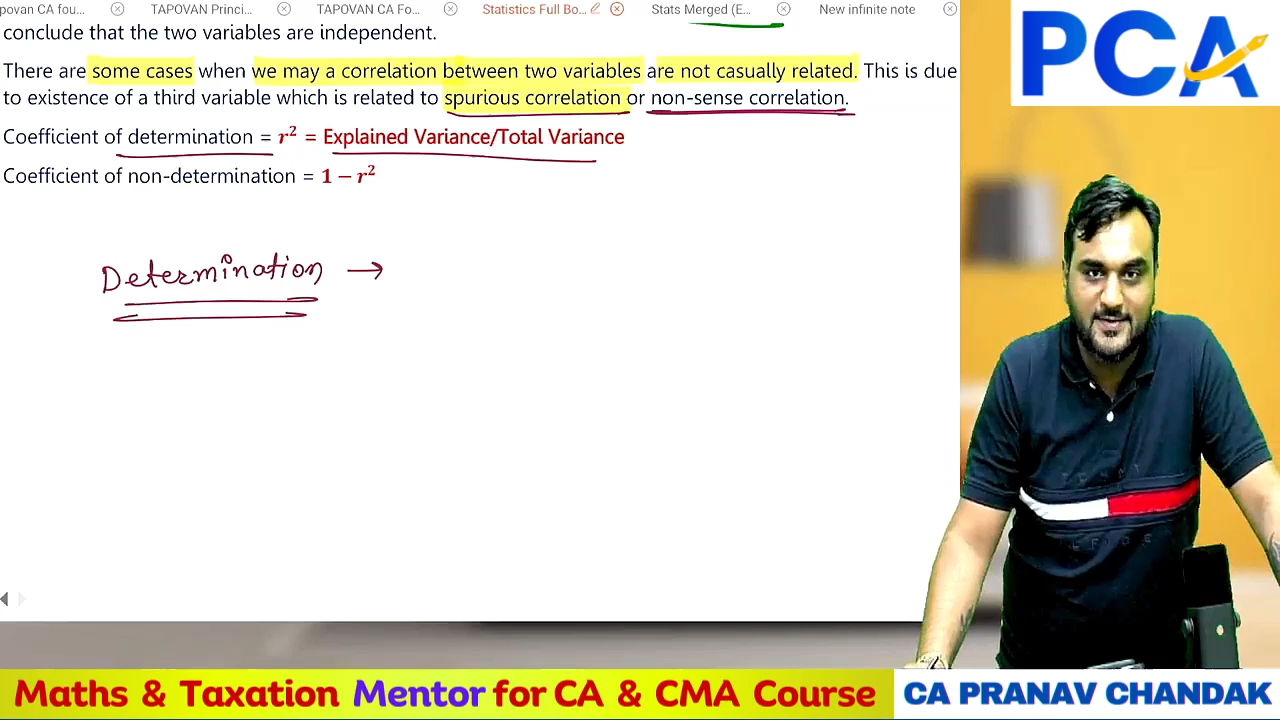 povan CA fou... TAPOVAN Princi... TAPOVAN CA Fo... Statistics Full Bo... Stats Merged (E... New infinite note
conclude that the two variables are independent.
There are some cases when we may a correlation between two variables are not casually related. This is due
to existence of a third variable which is related to spurious correlation or non-sense correlation.
Coefficient of determination = r² = Explained Variance/Total Variance
Coefficient of non-determination = 1 − r²
Determination →
PCA
Maths & Taxation Mentor for CA & CMA Course
CA PRANAV CHANDAK